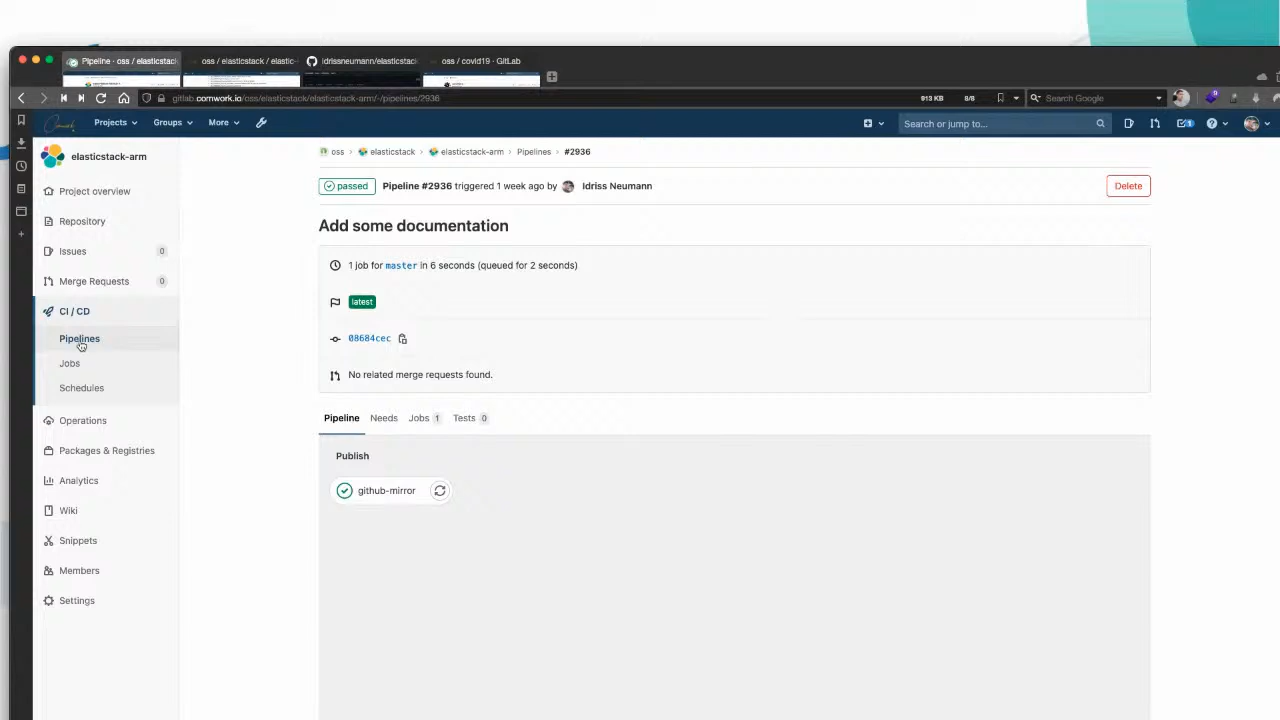 Pipeline · oss / elasticstack
oss / elasticstack / elastic-
idrissneumann/elasticstack
oss / covid19 · GitLab
gitlab.comwork.io/oss/elasticstack/elasticstack-arm/-/pipelines/2936
913 KB
8/8
Search Google
Projects
Groups
More
Search or jump to...
elasticstack-arm
oss › elasticstack › elasticstack-arm › Pipelines › #2936
passed Pipeline #2936 triggered 1 week ago by Idriss Neumann
Delete
Project overview
Repository
Issues 0
Merge Requests 0
CI / CD
Pipelines
Jobs
Schedules
Operations
Packages & Registries
Analytics
Wiki
Snippets
Members
Settings
Add some documentation
1 job for master in 6 seconds (queued for 2 seconds)
latest
08684cec
No related merge requests found.
Pipeline Needs Jobs 1 Tests 0
Publish
github-mirror